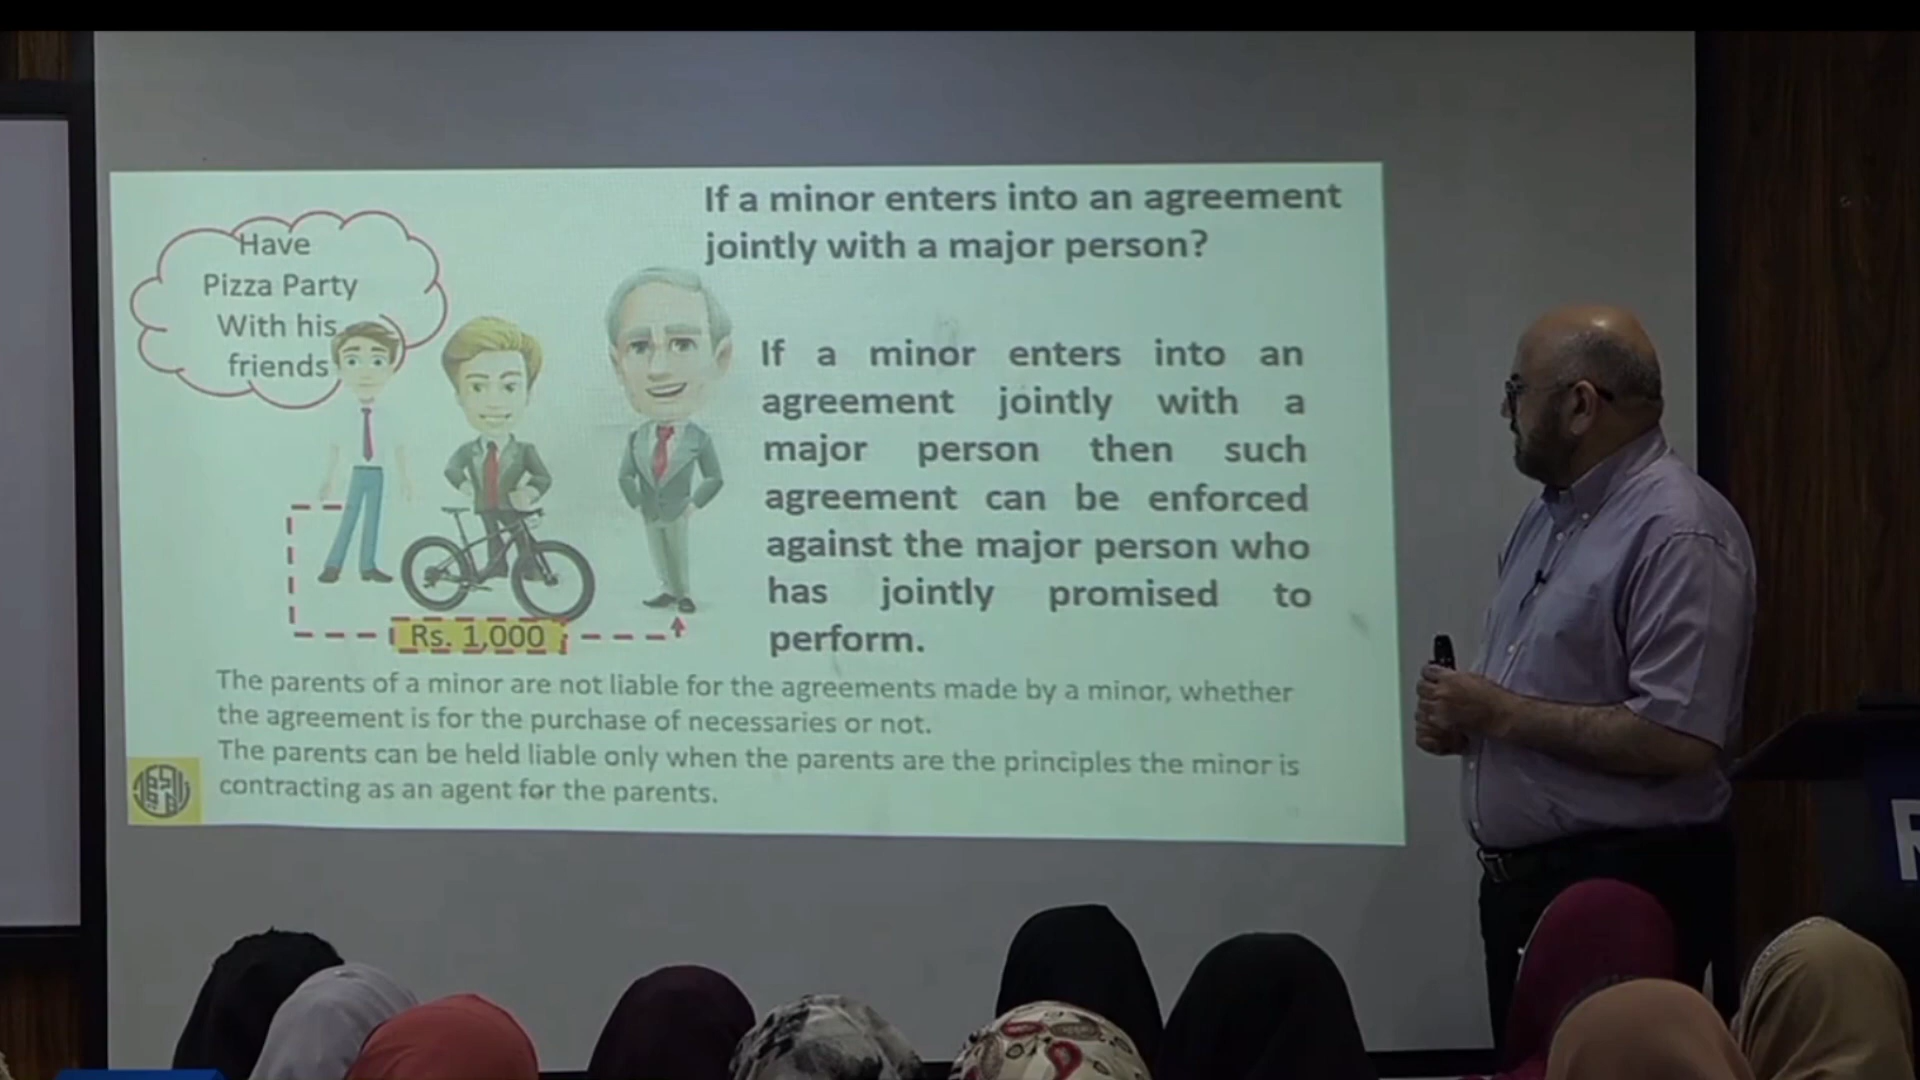 If a minor enters into an agreement
jointly with a major person?
Have
Pizza Party
With his
friends
If a minor enters into an
agreement jointly with a
major person then such
agreement can be enforced
against the major person who
has jointly promised to
perform.
Rs. 1,000
The parents of a minor are not liable for the agreements made by a minor, whether
the agreement is for the purchase of necessaries or not.
The parents can be held liable only when the parents are the principles the minor is
contracting as an agent for the parents.
R